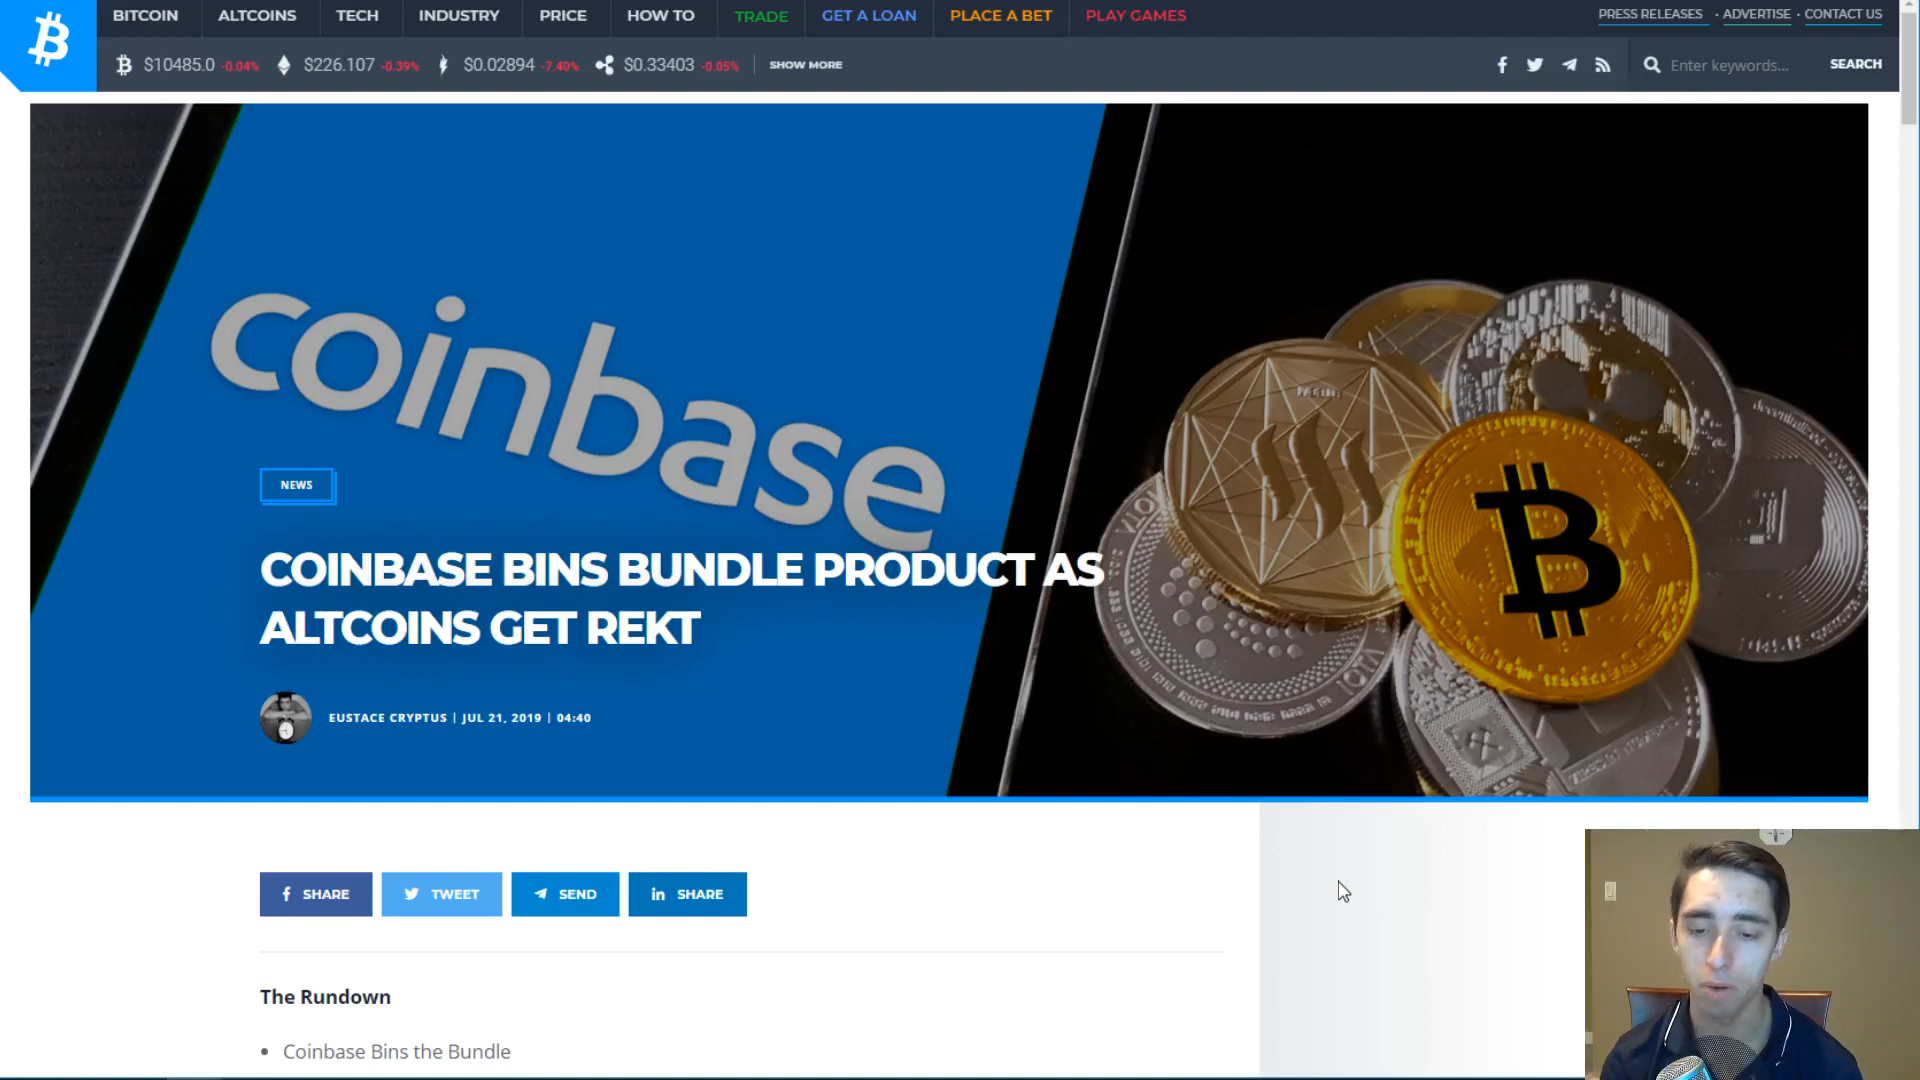 BITCOIN ALTCOINS TECH INDUSTRY PRICE HOW TO TRADE GET A LOAN PLACE A BET PLAY GAMES PRESS RELEASES · ADVERTISE · CONTACT US
$10485.0 -0.04% $226.107 -0.39% $0.02894 -7.40% $0.33403 -0.05% SHOW MORE Enter keywords... SEARCH
coinbase
NEWS
COINBASE BINS BUNDLE PRODUCT AS
ALTCOINS GET REKT
EUSTACE CRYPTUS | JUL 21, 2019 | 04:40
SHARE TWEET SEND SHARE
The Rundown
• Coinbase Bins the Bundle
IOTA